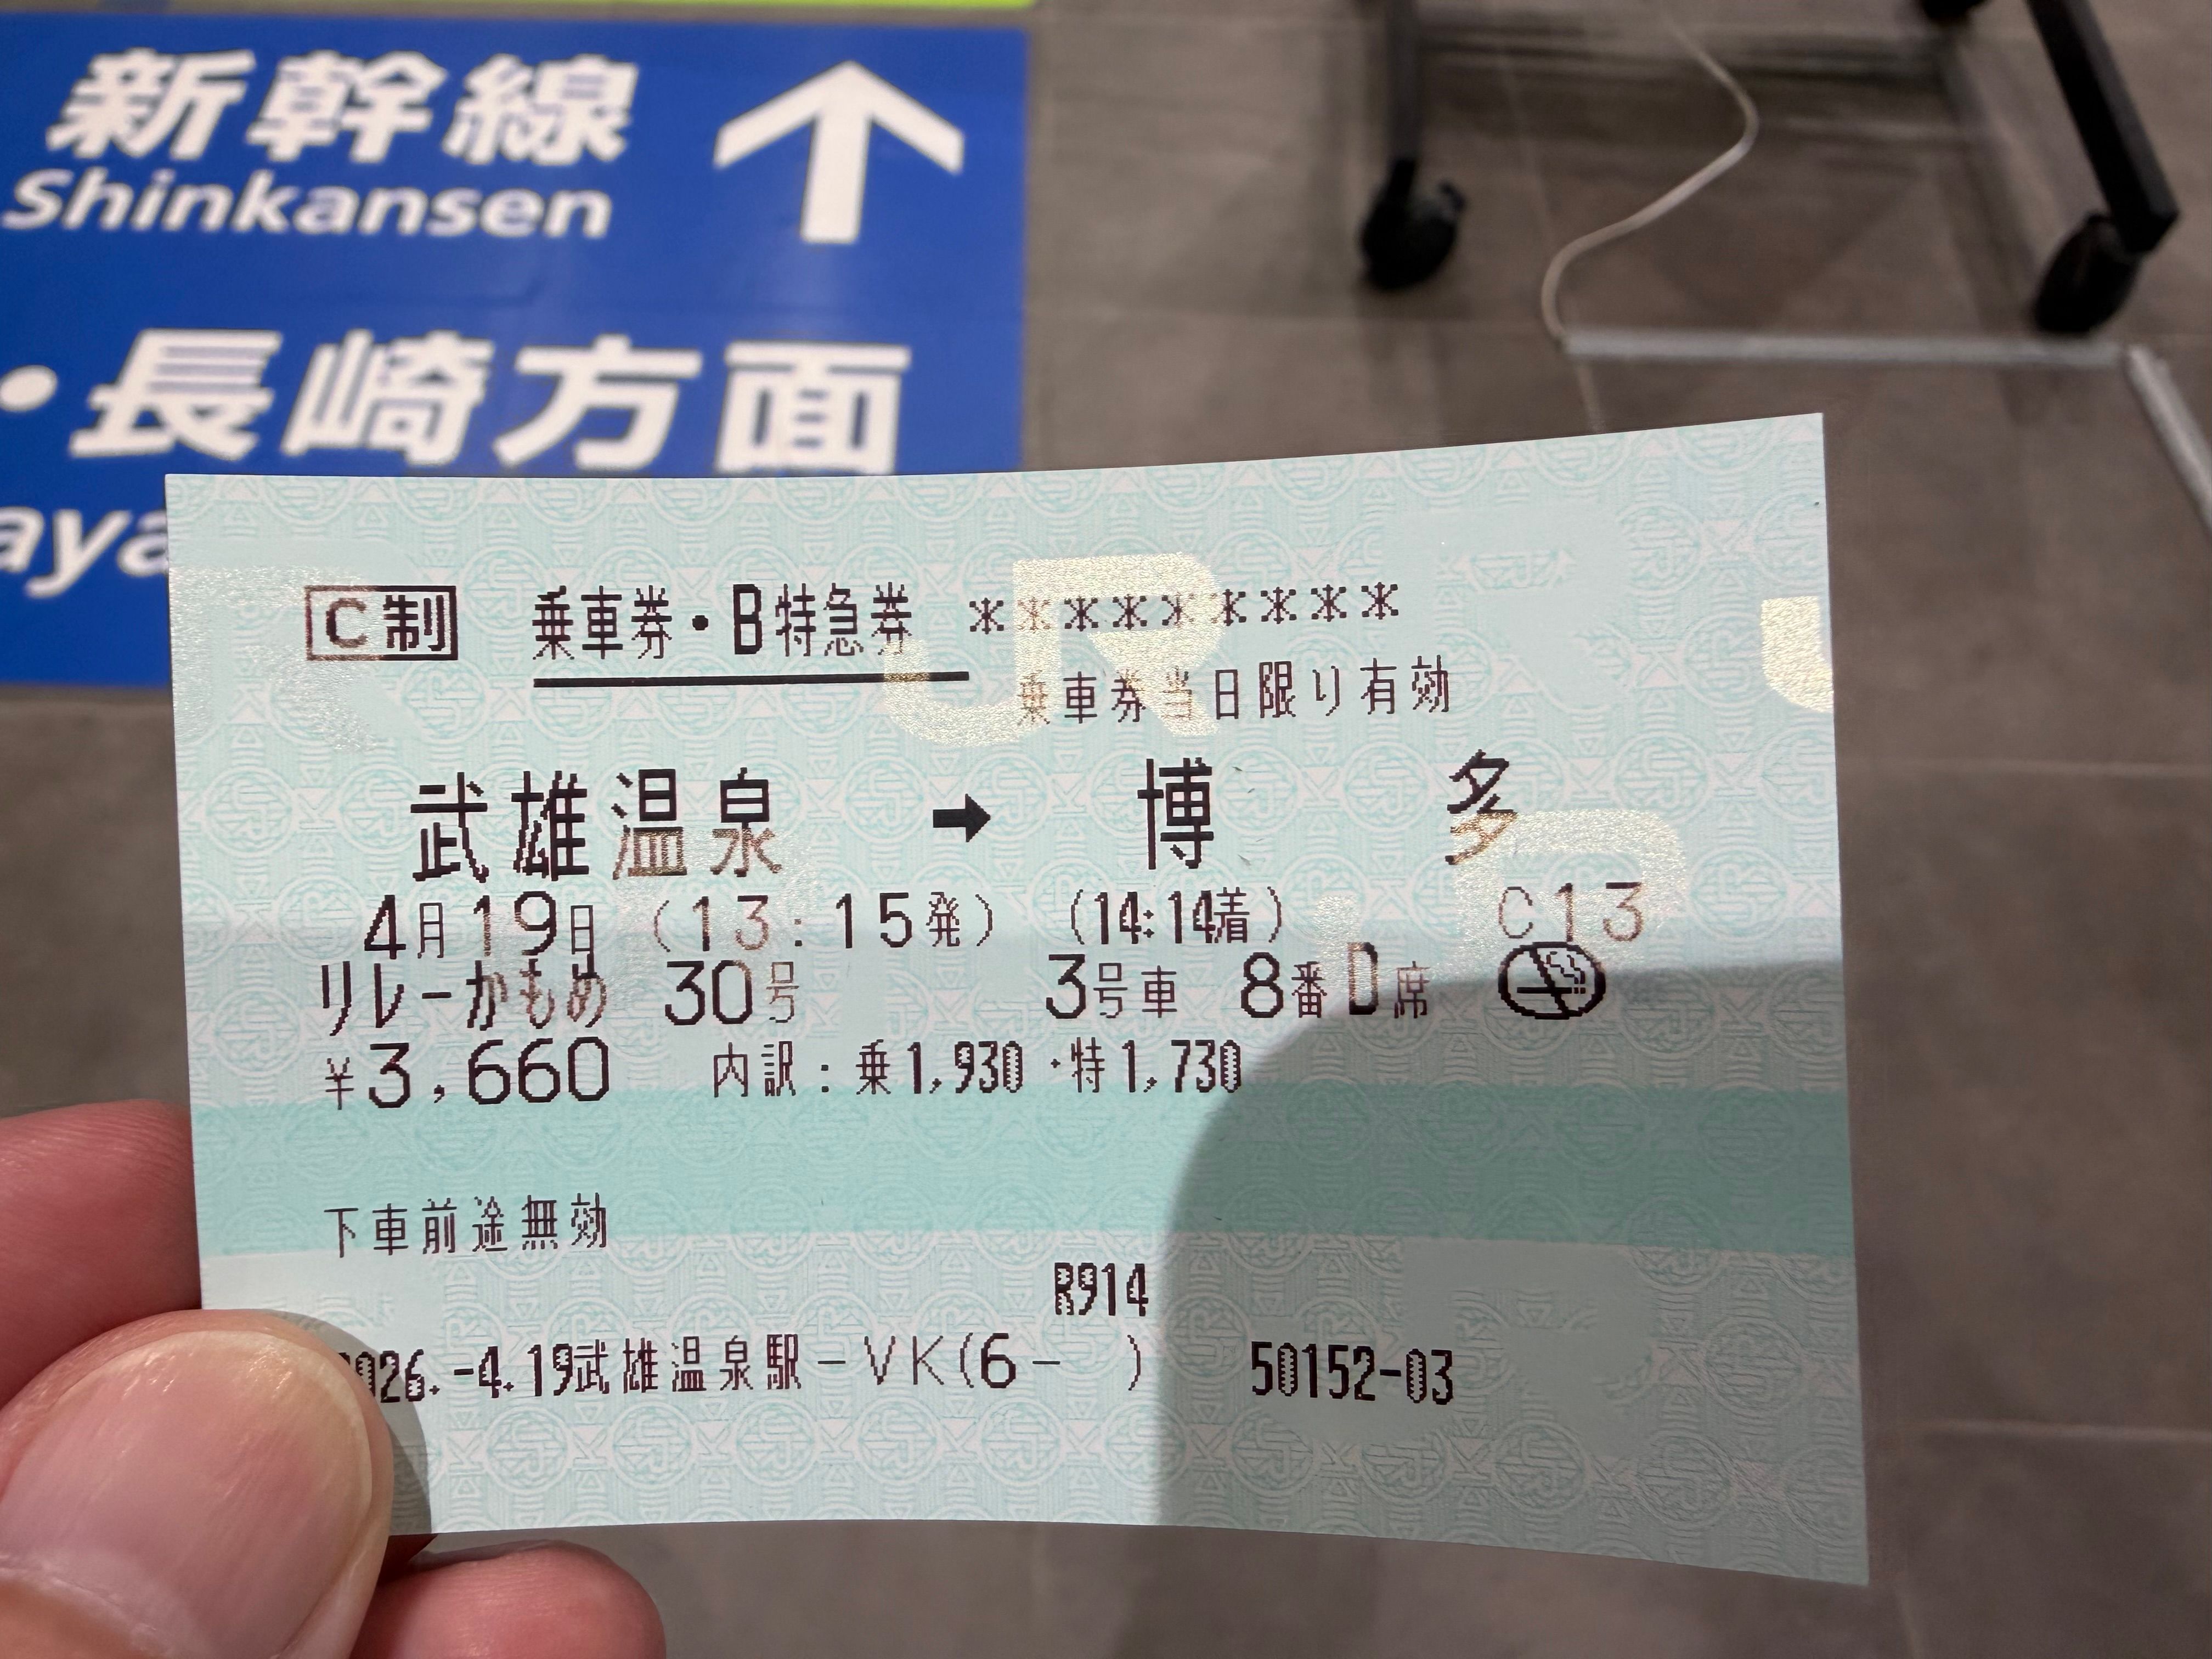 新幹線
Shinkansen
・長崎方面
aya
C制 乗車券・B特急券 *********
乗車券当日限り有効
武雄温泉 → 博多
4月19日 (13:15発) (14:14着) C13
リレーかもめ 30号 3号車 8番D席
¥3,660 内訳:乗1,930・特1,730
下車前途無効
R914
026.-4.19武雄温泉駅-VK(6- ) 50152-03
JR